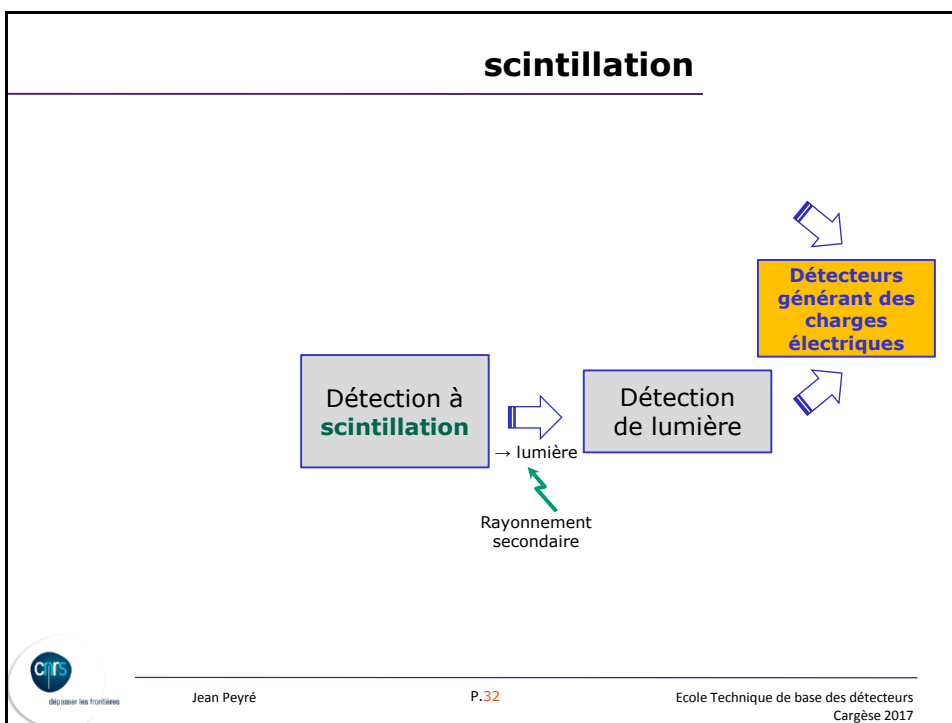 scintillation
Détecteurs
générant des
charges
électriques
Détection à
scintillation
→ lumière
Détection
de lumière
Rayonnement
secondaire
cnrs
dépasser les frontières
Jean Peyré
P.32
Ecole Technique de base des détecteurs
Cargèse 2017